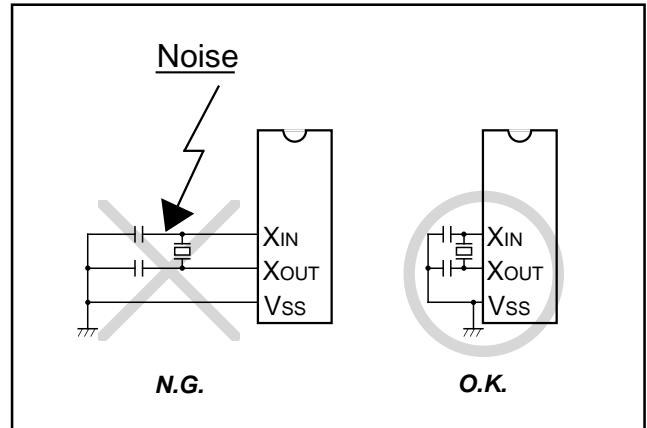 Noise
XIN
XOUT
VSS
N.G.
XIN
XOUT
VSS
O.K.